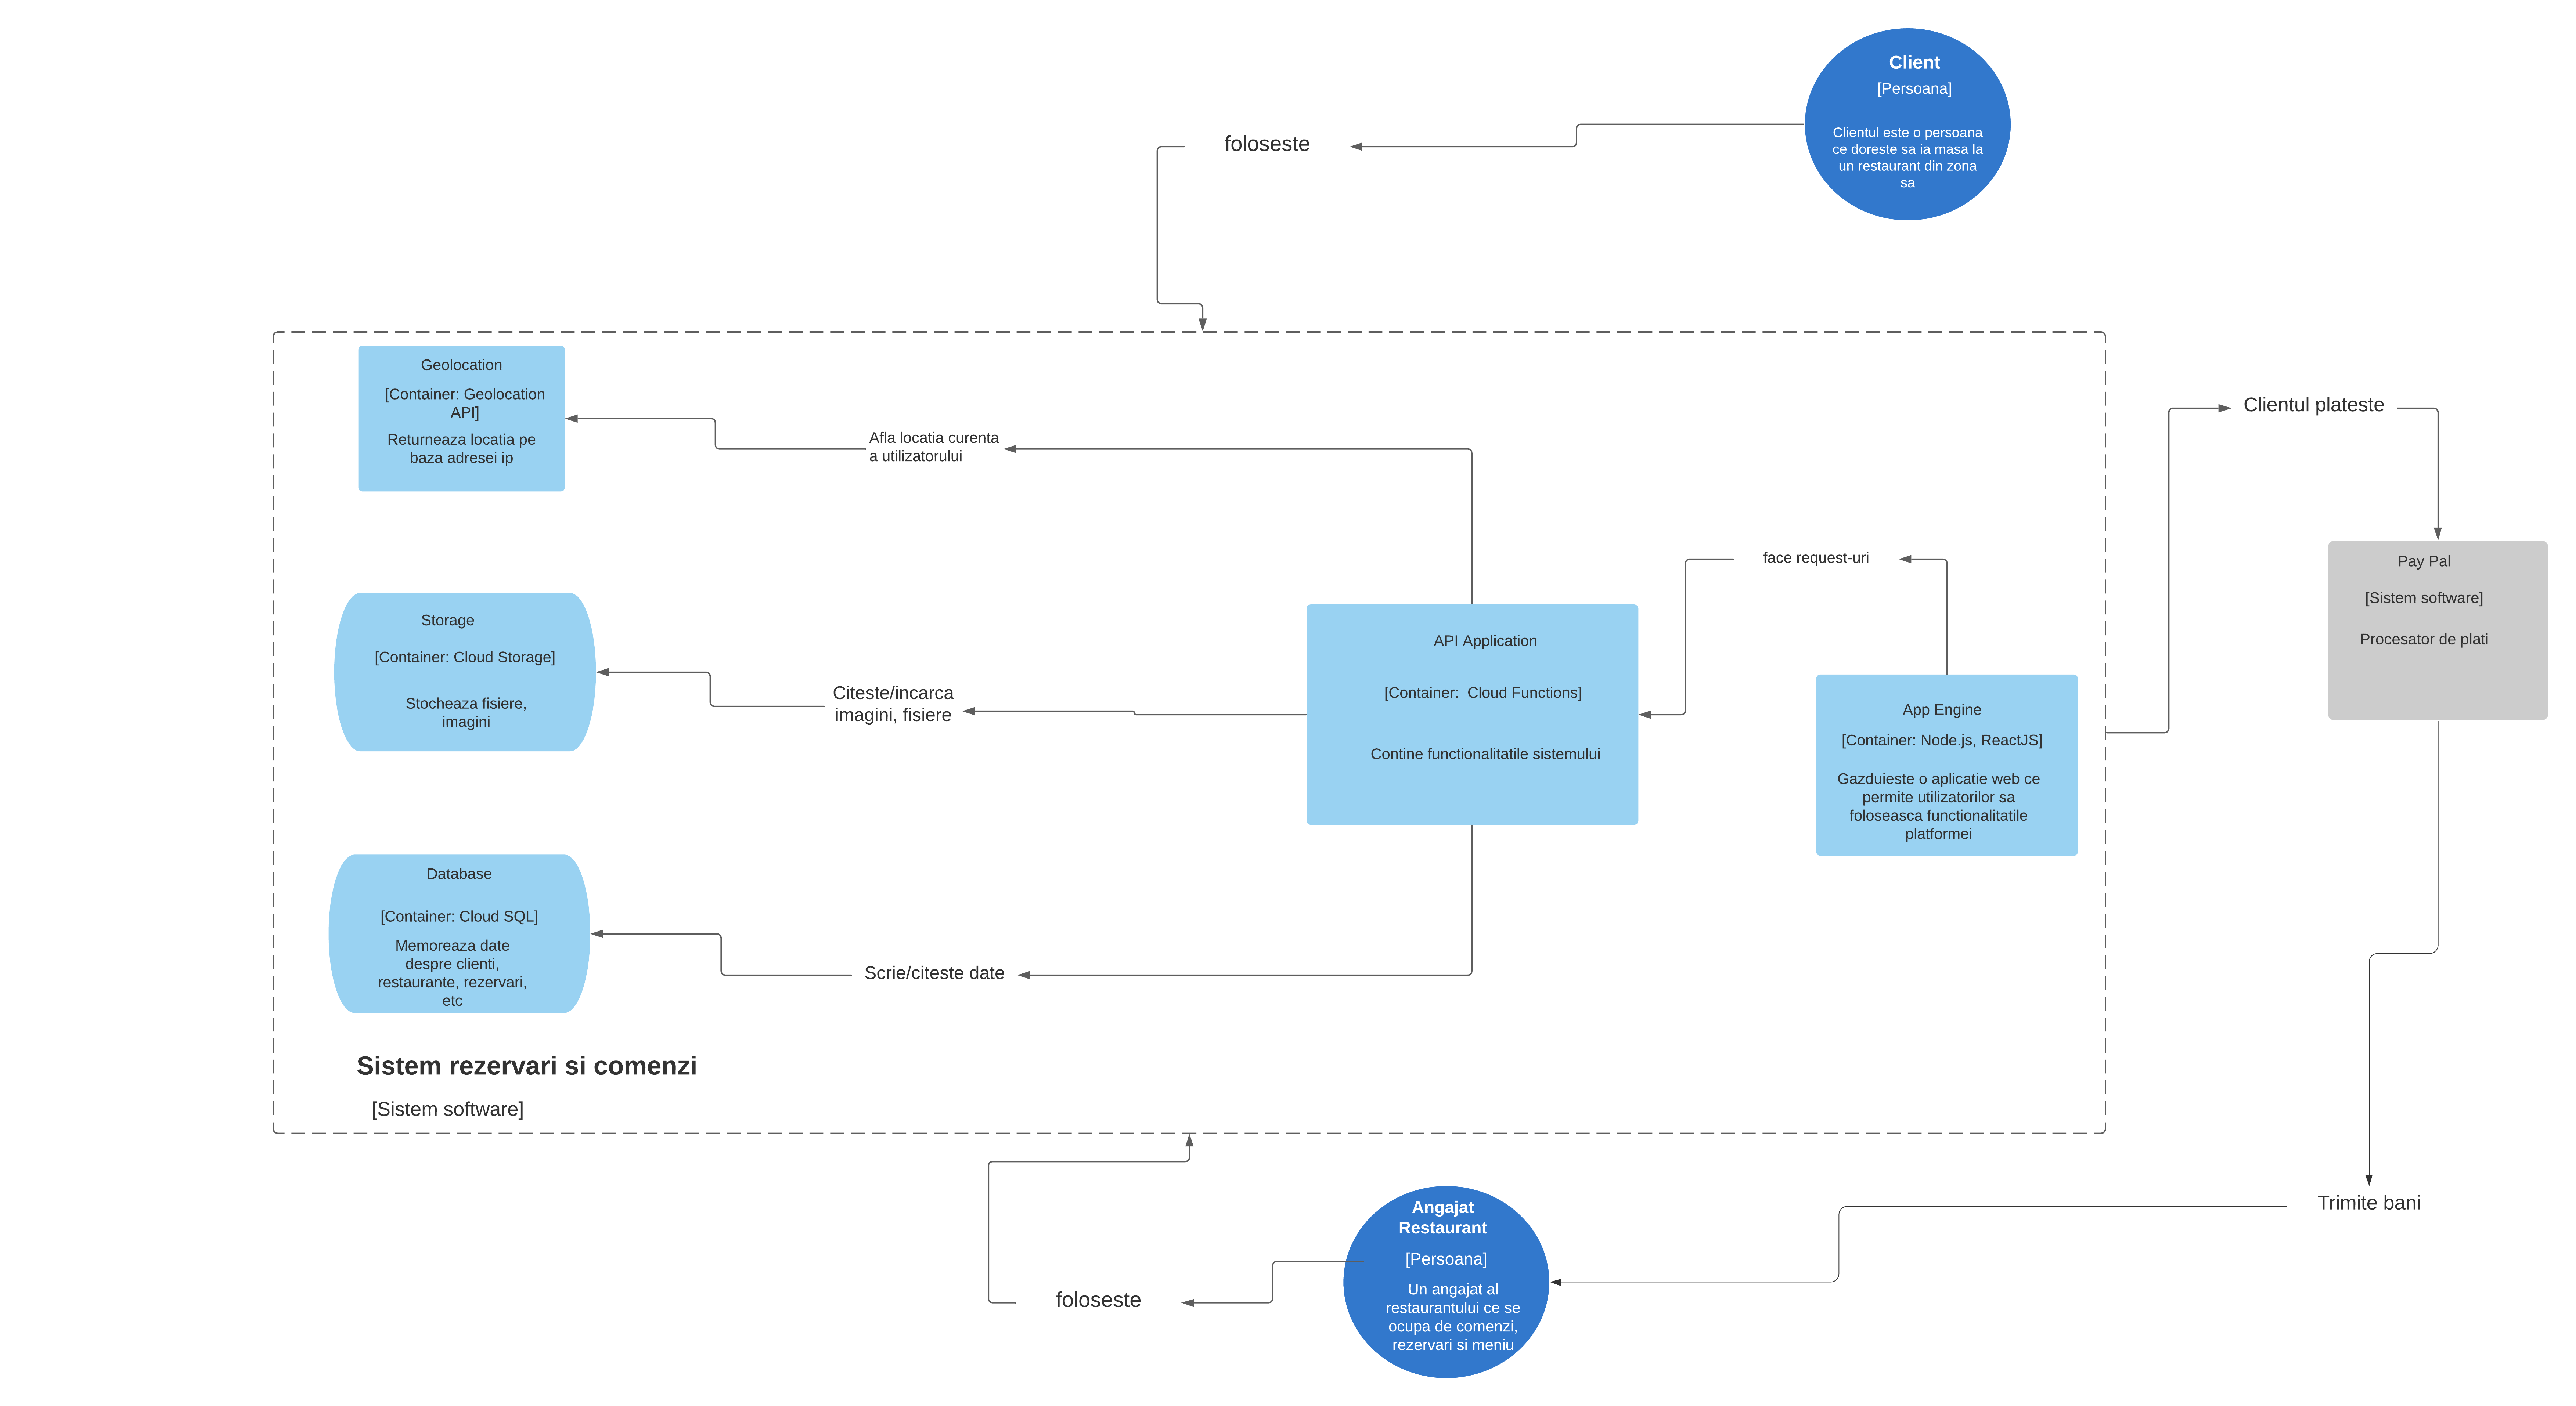 Client
[Persoana]
Clientul este o persoana
ce doreste sa ia masa la
un restaurant din zona
sa
foloseste
Geolocation
[Container: Geolocation
API]
Returneaza locatia pe
baza adresei ip
Afla locatia curenta
a utilizatorului
Clientul plateste
face request-uri
Pay Pal
[Sistem software]
Procesator de plati
Storage
[Container: Cloud Storage]
Stocheaza fisiere,
imagini
Citeste/incarca
imagini, fisiere
API Application
[Container:  Cloud Functions]
Contine functionalitatile sistemului
App Engine
[Container: Node.js, ReactJS]
Gazduieste o aplicatie web ce
permite utilizatorilor sa
foloseasca functionalitatile
platformei
Database
[Container: Cloud SQL]
Memoreaza date
despre clienti,
restaurante, rezervari,
etc
Scrie/citeste date
Sistem rezervari si comenzi
[Sistem software]
Trimite bani
Angajat
Restaurant
[Persoana]
Un angajat al
restaurantului ce se
ocupa de comenzi,
rezervari si meniu
foloseste